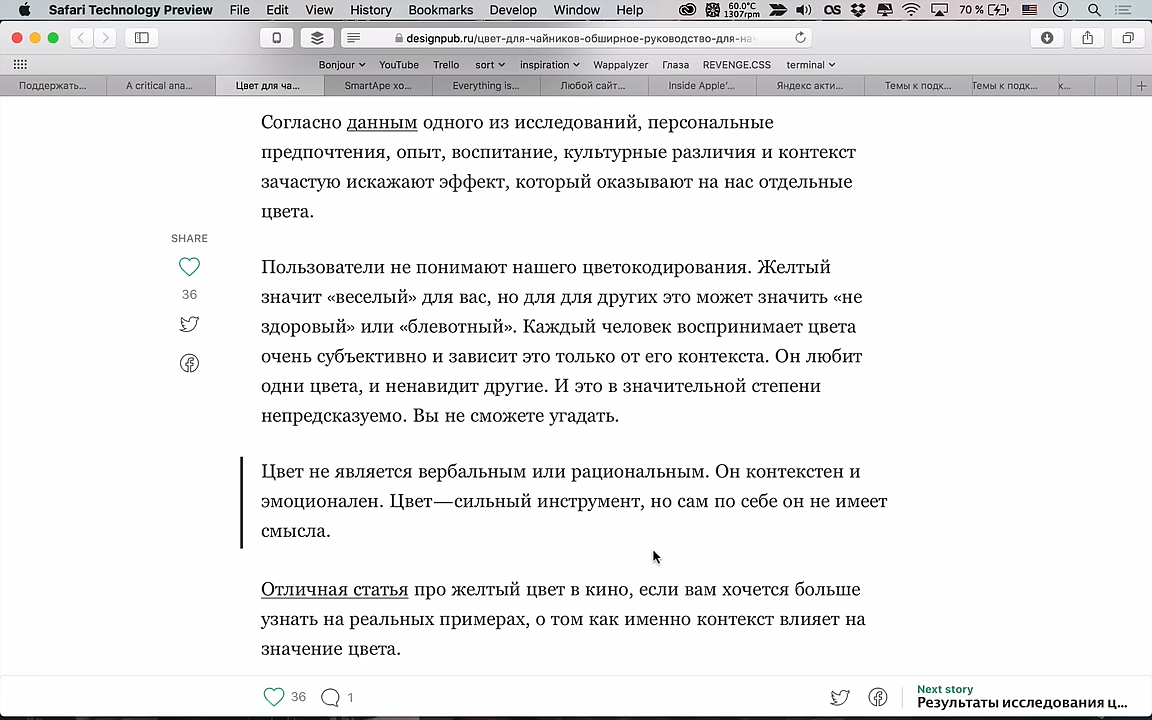 Safari Technology Preview File Edit View History Bookmarks Develop Window Help 60.0°C 1307rpm 70 %
designpub.ru/цвет-для-чайников-обширное-руководство-для-на
Bonjour YouTube Trello sort inspiration Wappalyzer Глаза REVENGE.CSS terminal
Поддержать... A critical ana... Цвет для ча... SmartApe хо... Everything is... Любой сайт... Inside Apple'... Яндекс акти... Темы к подк... Темы к подк... к...
Согласно данным одного из исследований, персональные
предпочтения, опыт, воспитание, культурные различия и контекст
зачастую искажают эффект, который оказывают на нас отдельные
цвета.
SHARE
36
Пользователи не понимают нашего цветокодирования. Желтый
значит «веселый» для вас, но для для других это может значить «не
здоровый» или «блевотный». Каждый человек воспринимает цвета
очень субъективно и зависит это только от его контекста. Он любит
одни цвета, и ненавидит другие. И это в значительной степени
непредсказуемо. Вы не сможете угадать.
Цвет не является вербальным или рациональным. Он контекстен и
эмоционален. Цвет—сильный инструмент, но сам по себе он не имеет
смысла.
Отличная статья про желтый цвет в кино, если вам хочется больше
узнать на реальных примерах, о том как именно контекст влияет на
значение цвета.
36 1
Next story
Результаты исследования ц...